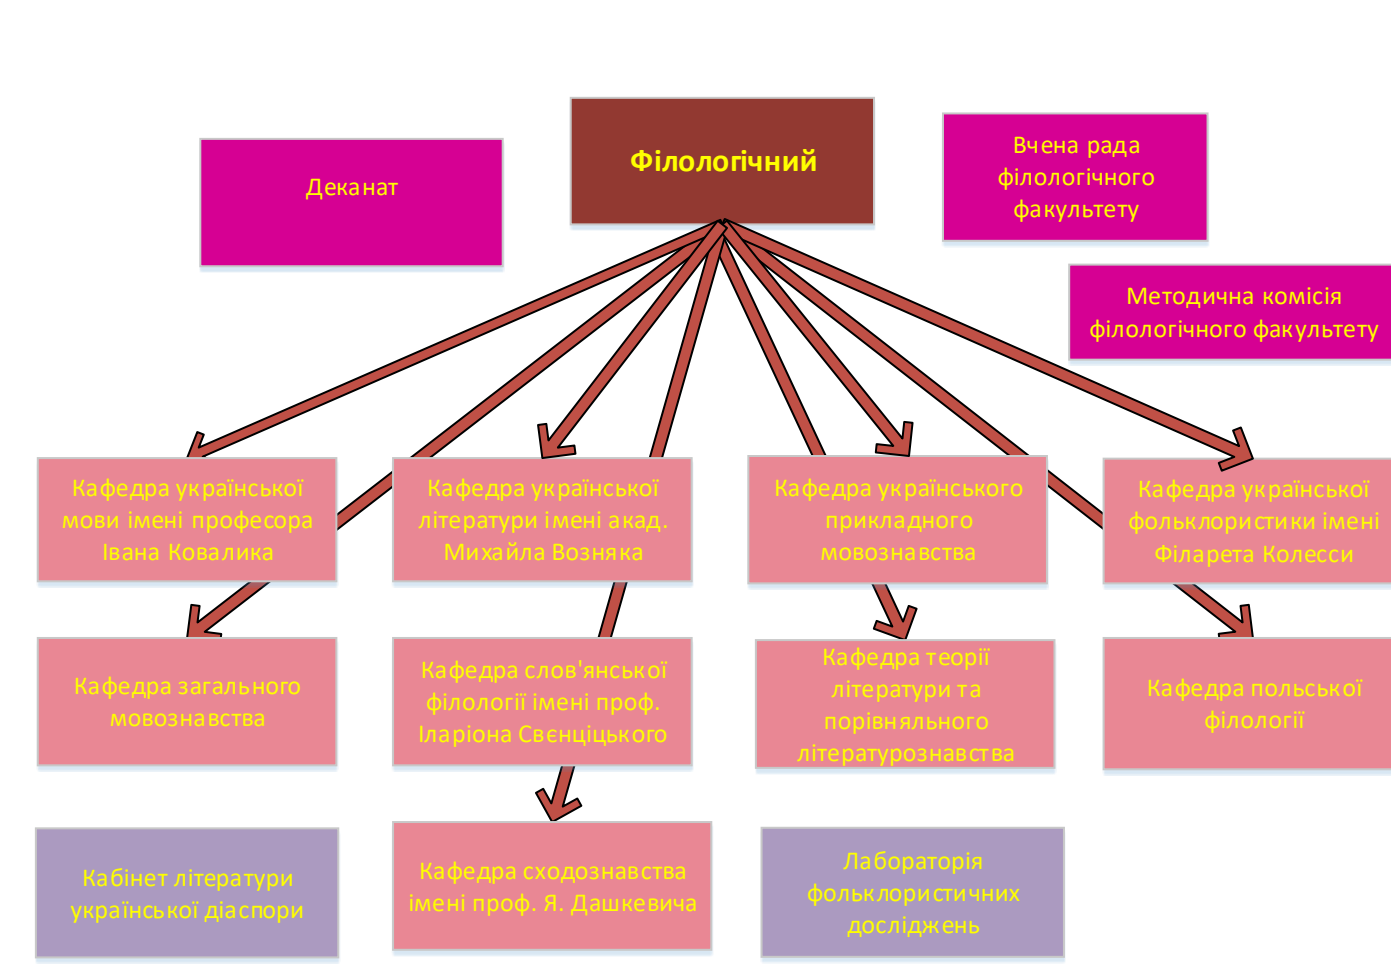 Філологічний
Деканат
Вчена рада
філологічного
факультету
Методична комісія
філологічного факультету
Кафедра української
мови імені професора
Івана Ковалика
Кафедра української
літератури імені акад.
Михайла Возняка
Кафедра українського
прикладного
мовознавства
Кафедра української
фольклористики імені
Філарета Колесси
Кафедра загального
мовознавства
Кафедра слов'янської
філології імені проф.
Іларіона Свєнціцького
Кафедра теорії
літератури та
порівняльного
літературознавства
Кафедра польської
філології
Кабінет літератури
української діаспори
Кафедра сходознавства
імені проф. Я. Дашкевича
Лабораторія
фольклористичних
досліджень